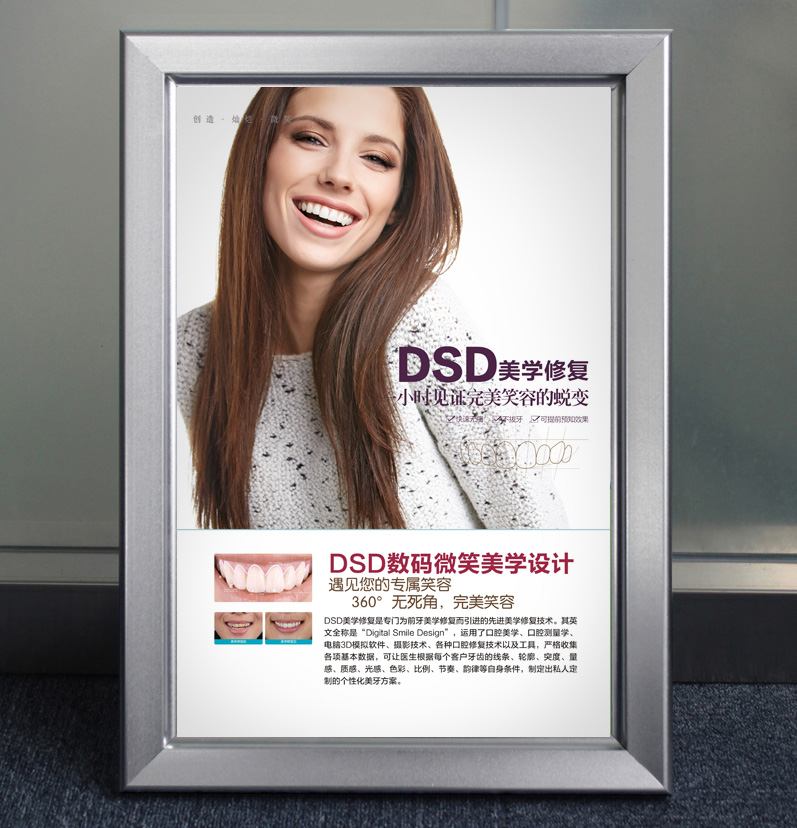 创造·灿烂·微笑
DSD美学修复
小时见证完美笑容的蜕变
快速无痛 不拔牙 可提前预知效果
DSD数码微笑美学设计
遇见您的专属笑容
360°无死角，完美笑容
DSD美学修复是专门为前牙美学修复而引进的先进美学修复技术。其英
文全称是“Digital Smile Design”，运用了口腔美学、口腔测量学、
电脑3D模拟软件、摄影技术、各种口腔修复技术以及工具，严格收集
各项基本数据，可让医生根据每个客户牙齿的线条、轮廓、突度、量
感、质感、光感、色彩、比例、节奏、韵律等自身条件，制定出私人定
制的个性化美牙方案。